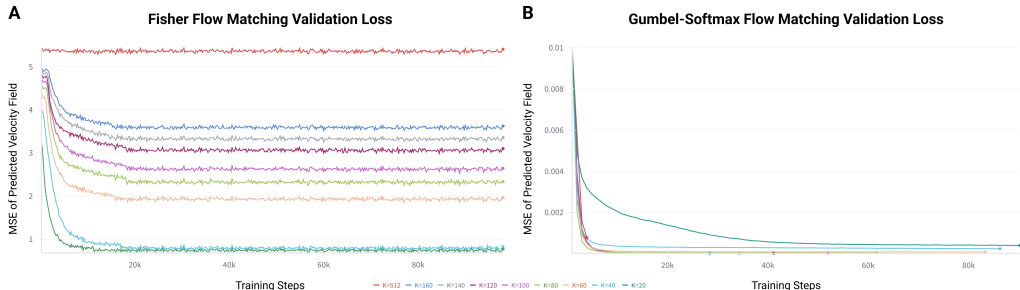 A
Fisher Flow Matching Validation Loss
MSE of Predicted Velocity Field
5
4
3
2
1
20k
40k
60k
80k
Training Steps
B
Gumbel-Softmax Flow Matching Validation Loss
MSE of Predicted Velocity Field
0.01
0.008
0.006
0.004
0.002
20k
40k
60k
80k
Training Steps
K=512 K=160 K=140 K=120 K=100 K=80 K=60 K=40 K=20